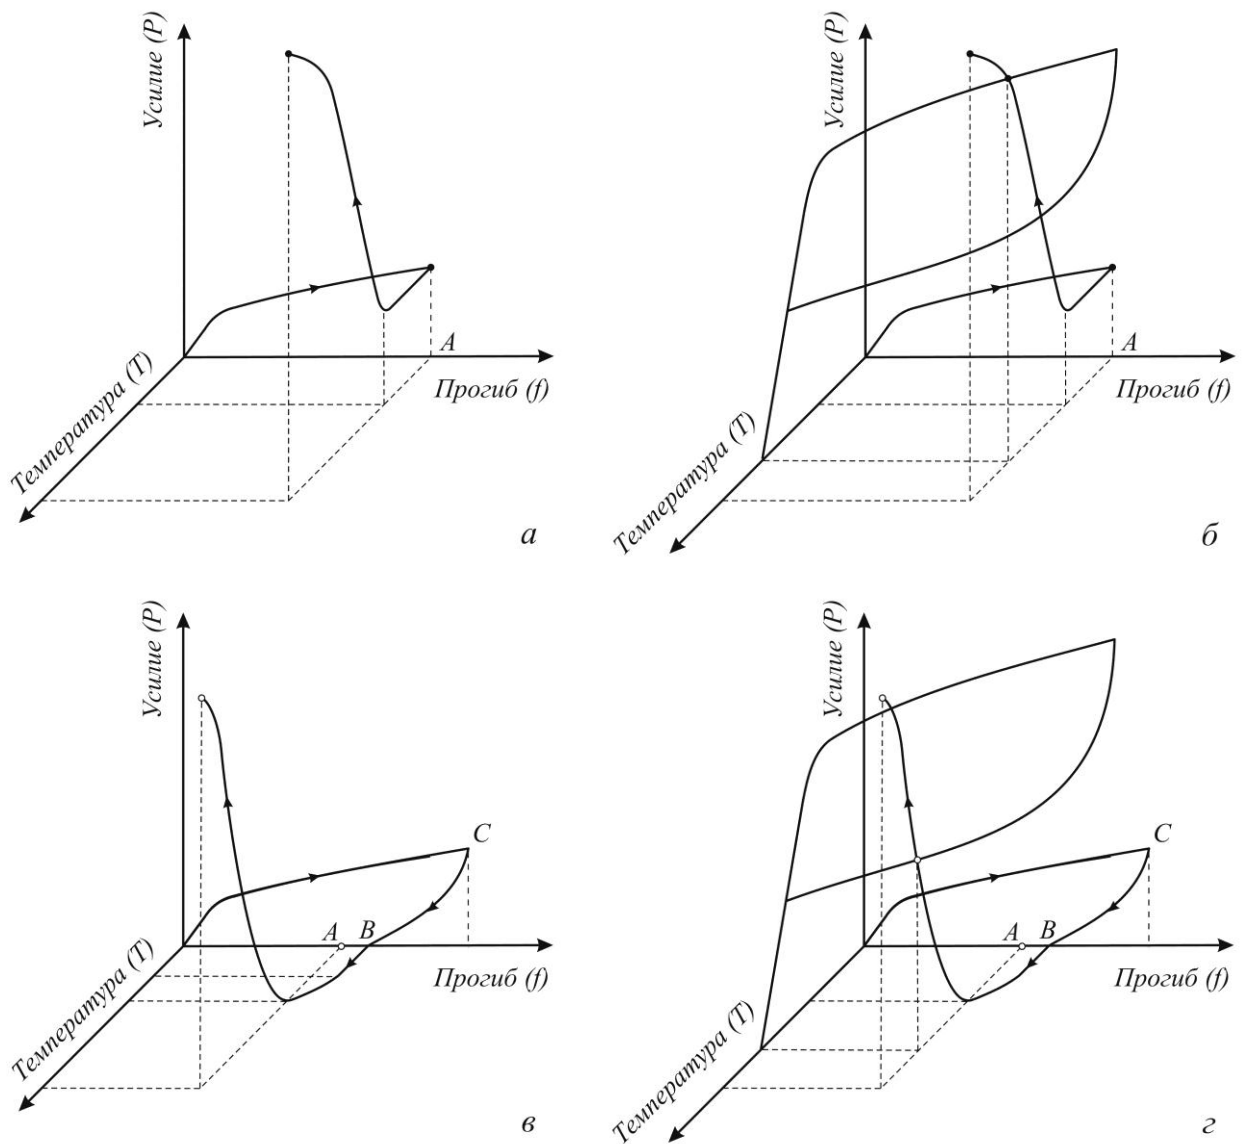 Усилие (P)
A
Прогиб (f)
Температура (T)
а
Усилие (P)
A
Прогиб (f)
Температура (T)
б
Усилие (P)
C
A B
Прогиб (f)
Температура (T)
в
Усилие (P)
C
A B
Прогиб (f)
Температура (T)
г